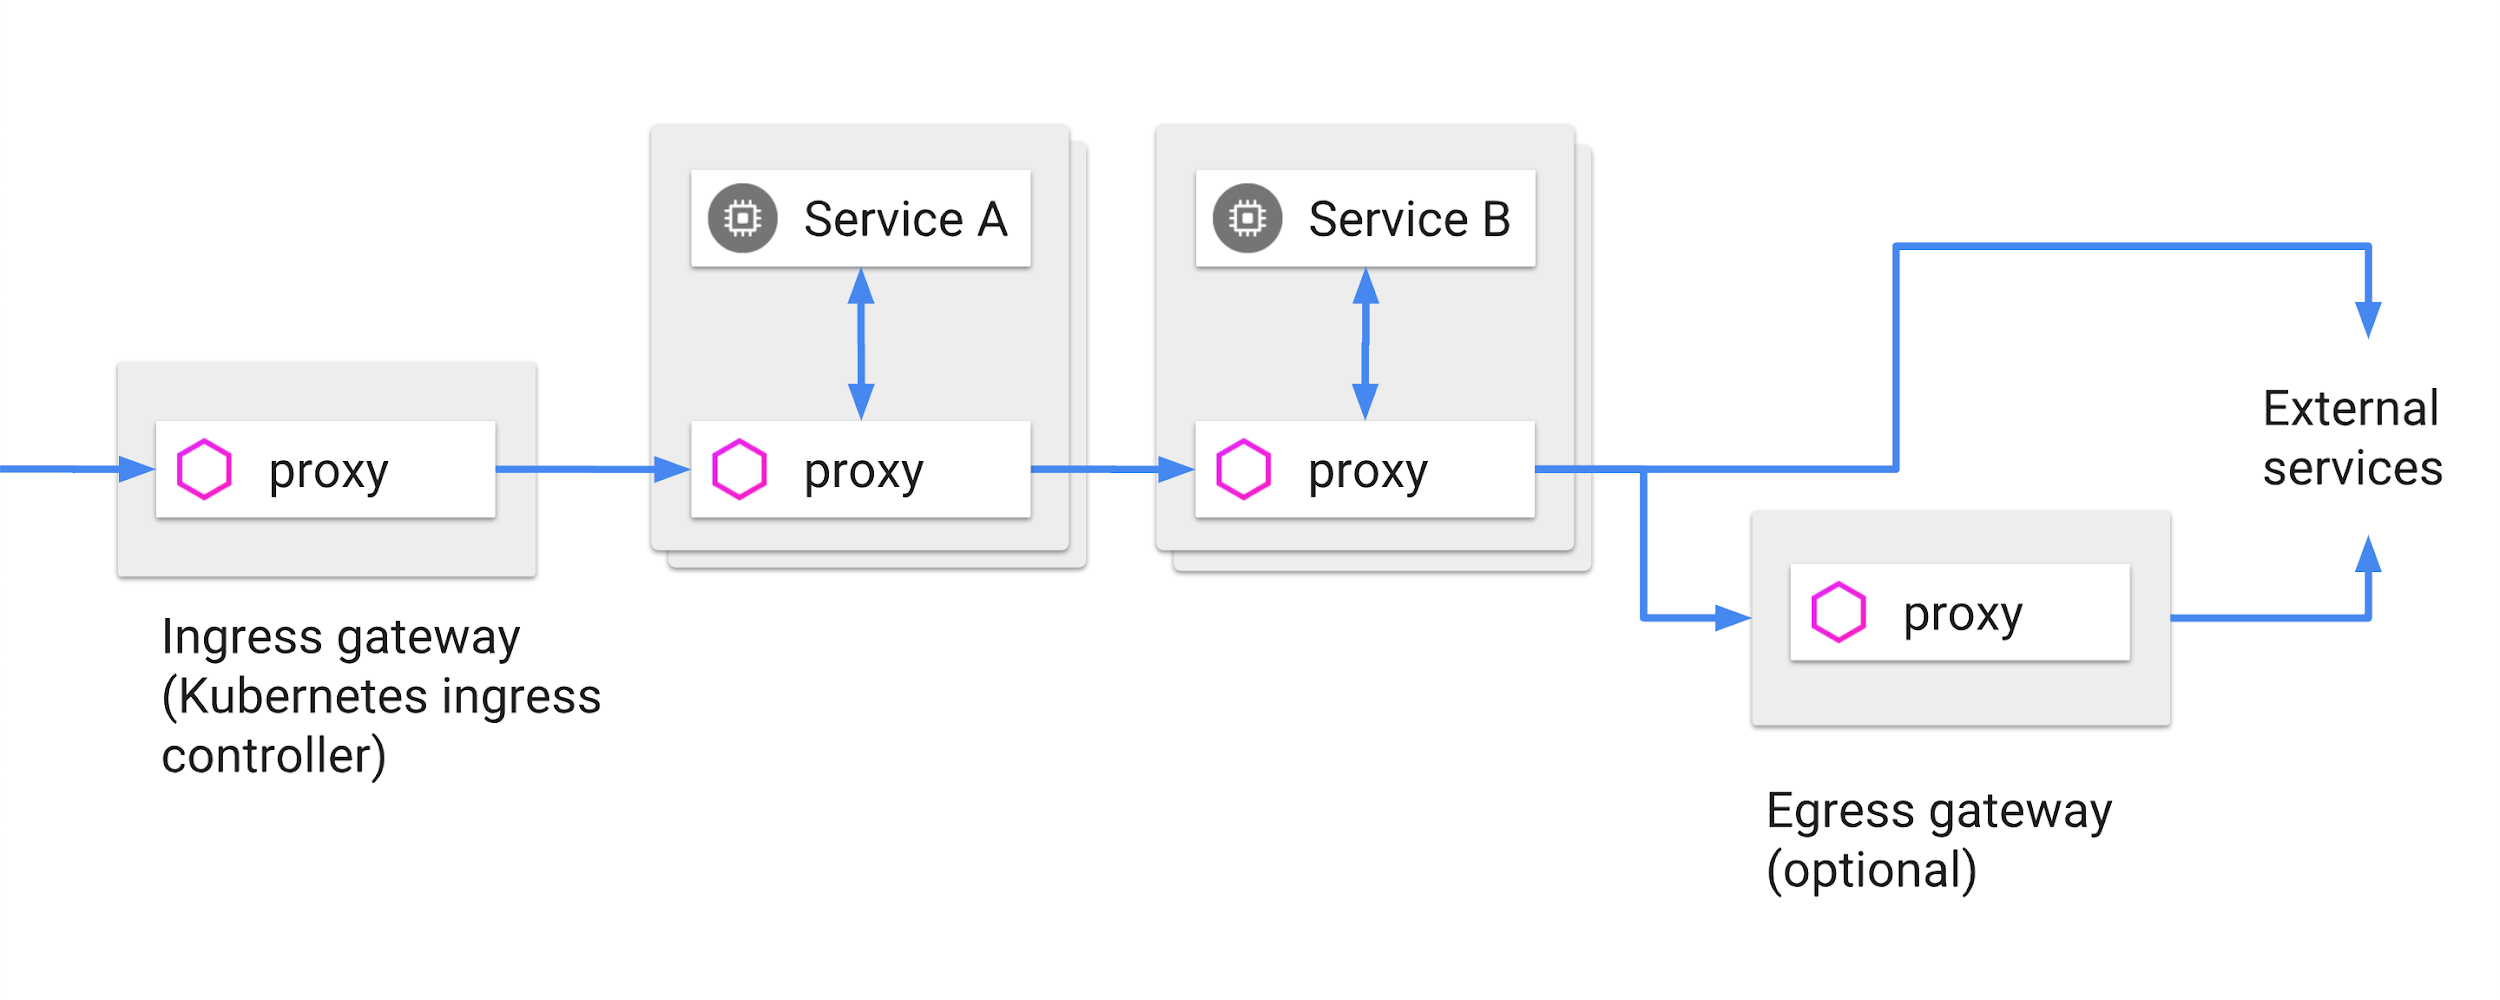 Service A
Service B
proxy
proxy
proxy
External
services
proxy
Ingress gateway
(Kubernetes ingress
controller)
Egress gateway
(optional)